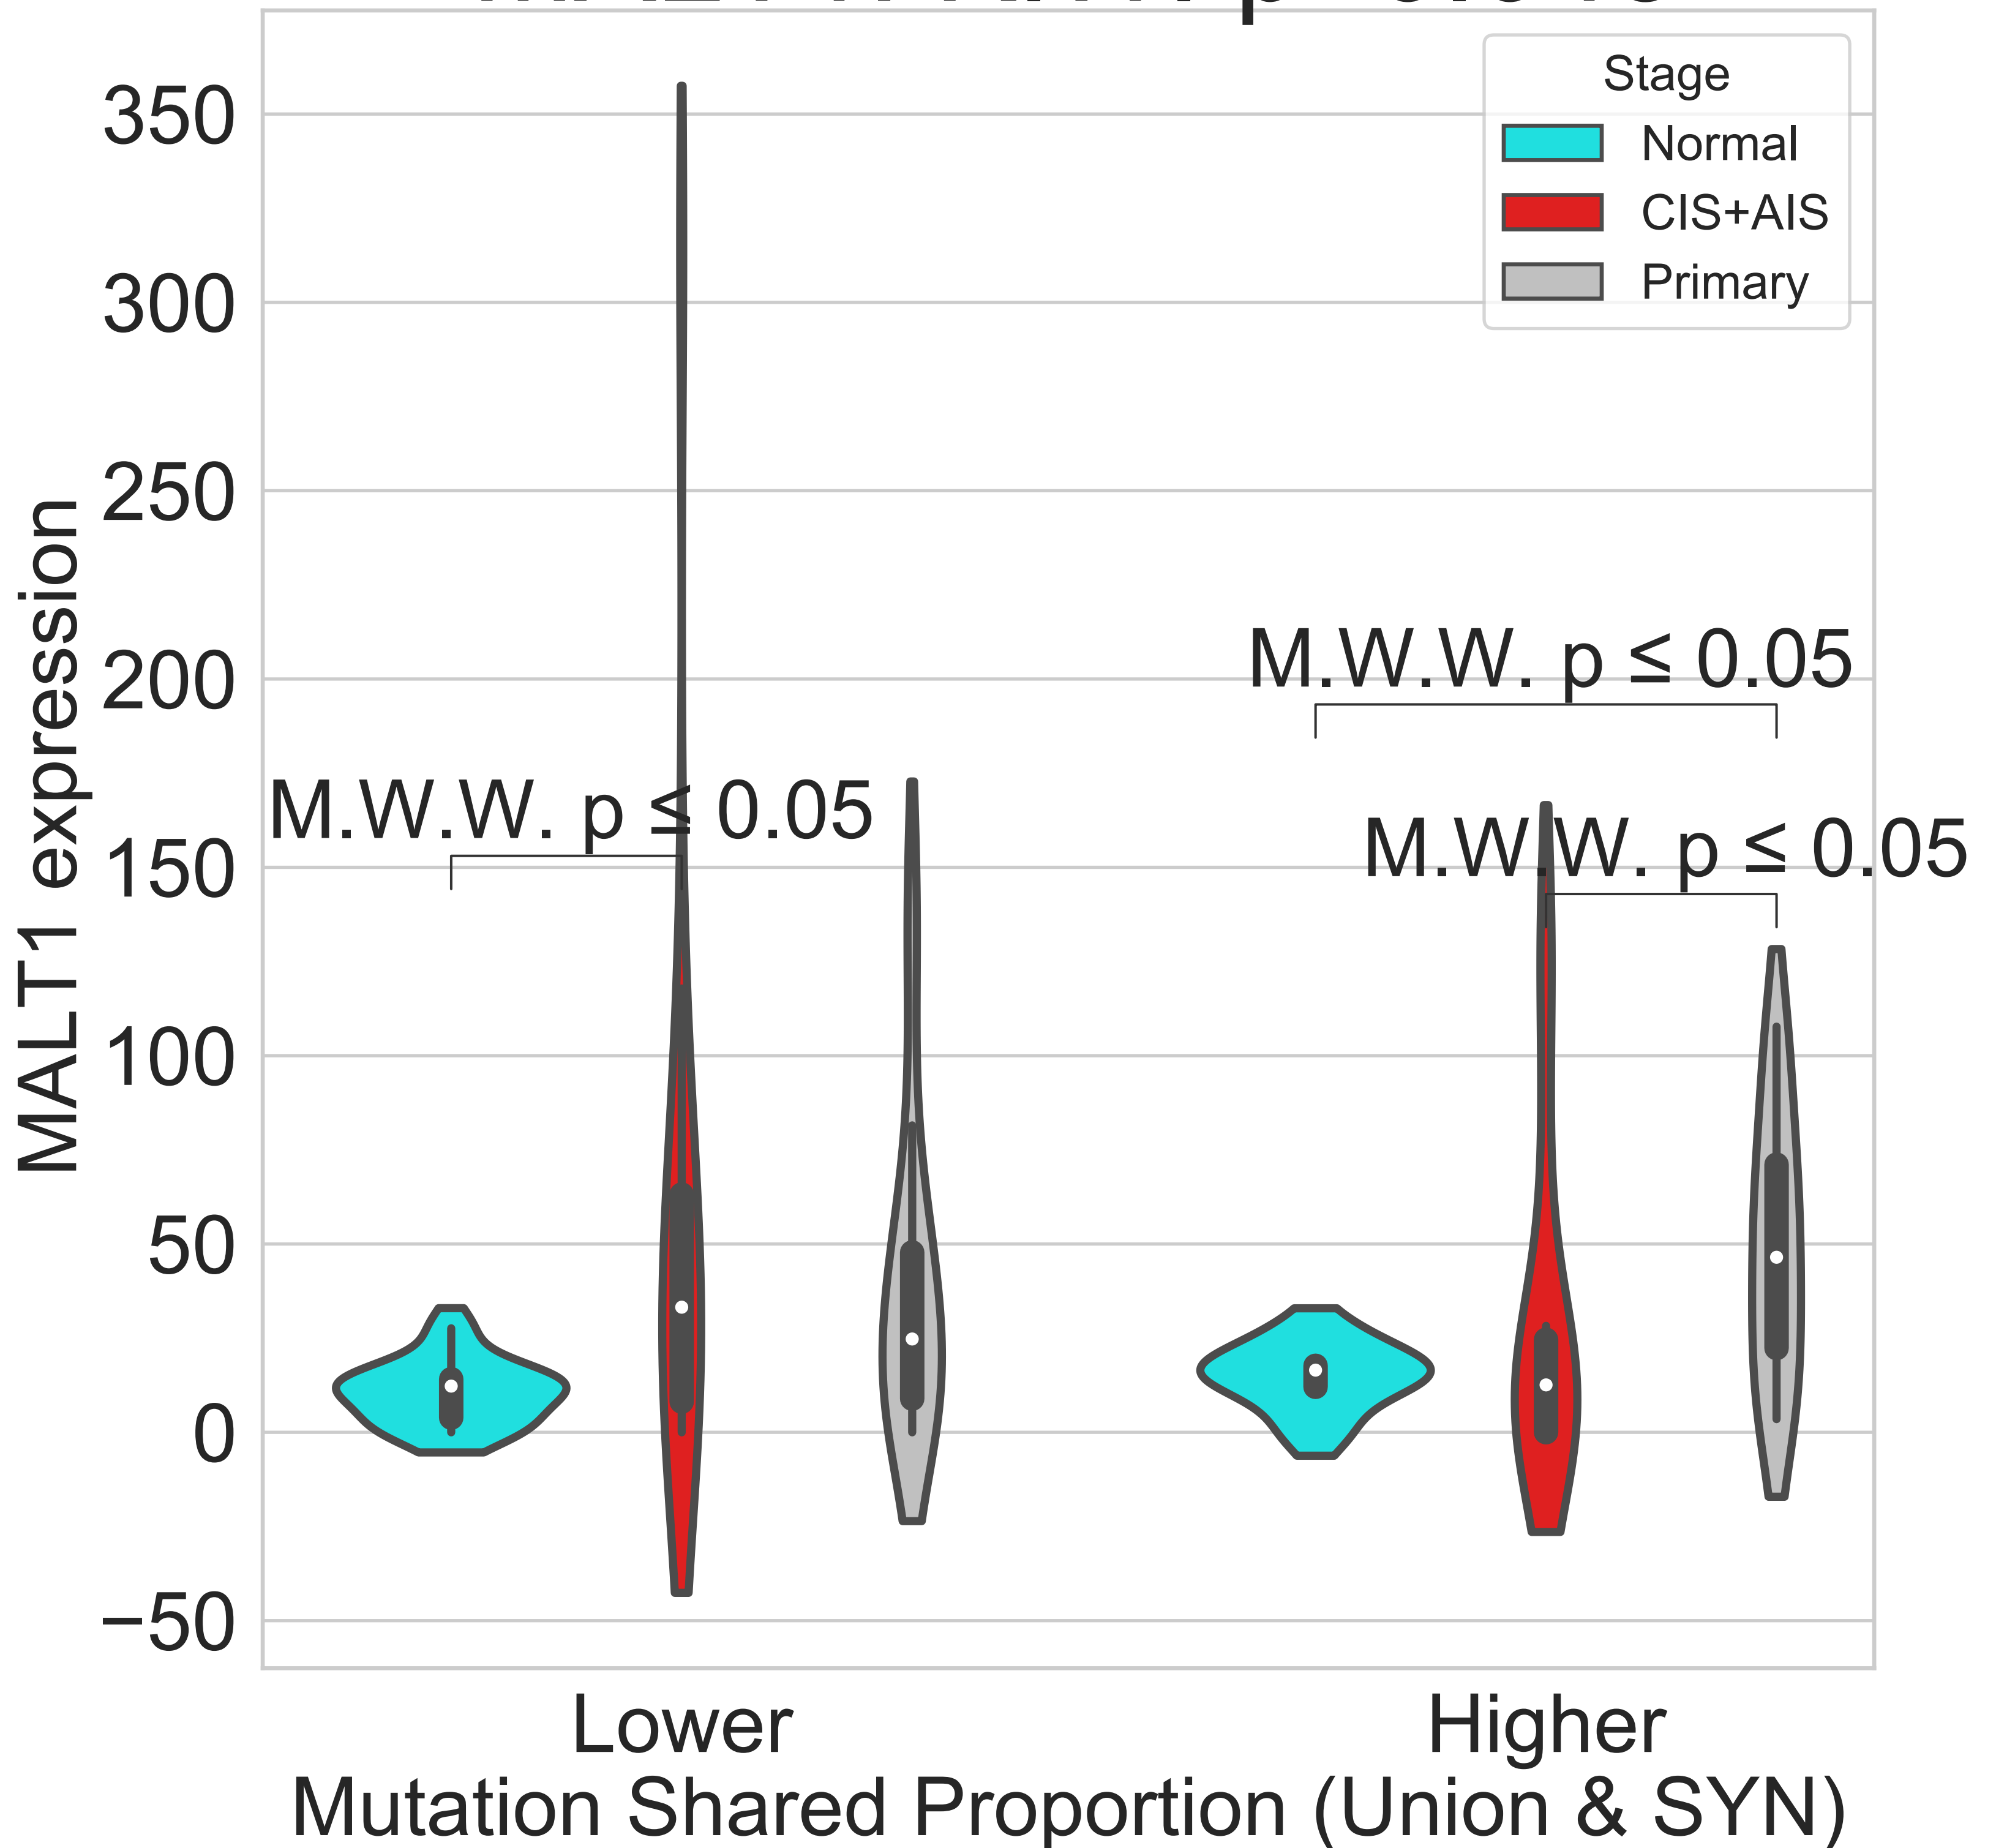 Stage
Normal
CIS+AIS
Primary
350
300
250
200
150
100
50
0
−50
MALT1 expression
M.W.W. p ≤ 0.05
M.W.W. p ≤ 0.05
M.W.W. p ≤ 0.05
Lower
Higher
Mutation Shared Proportion (Union & SYN)